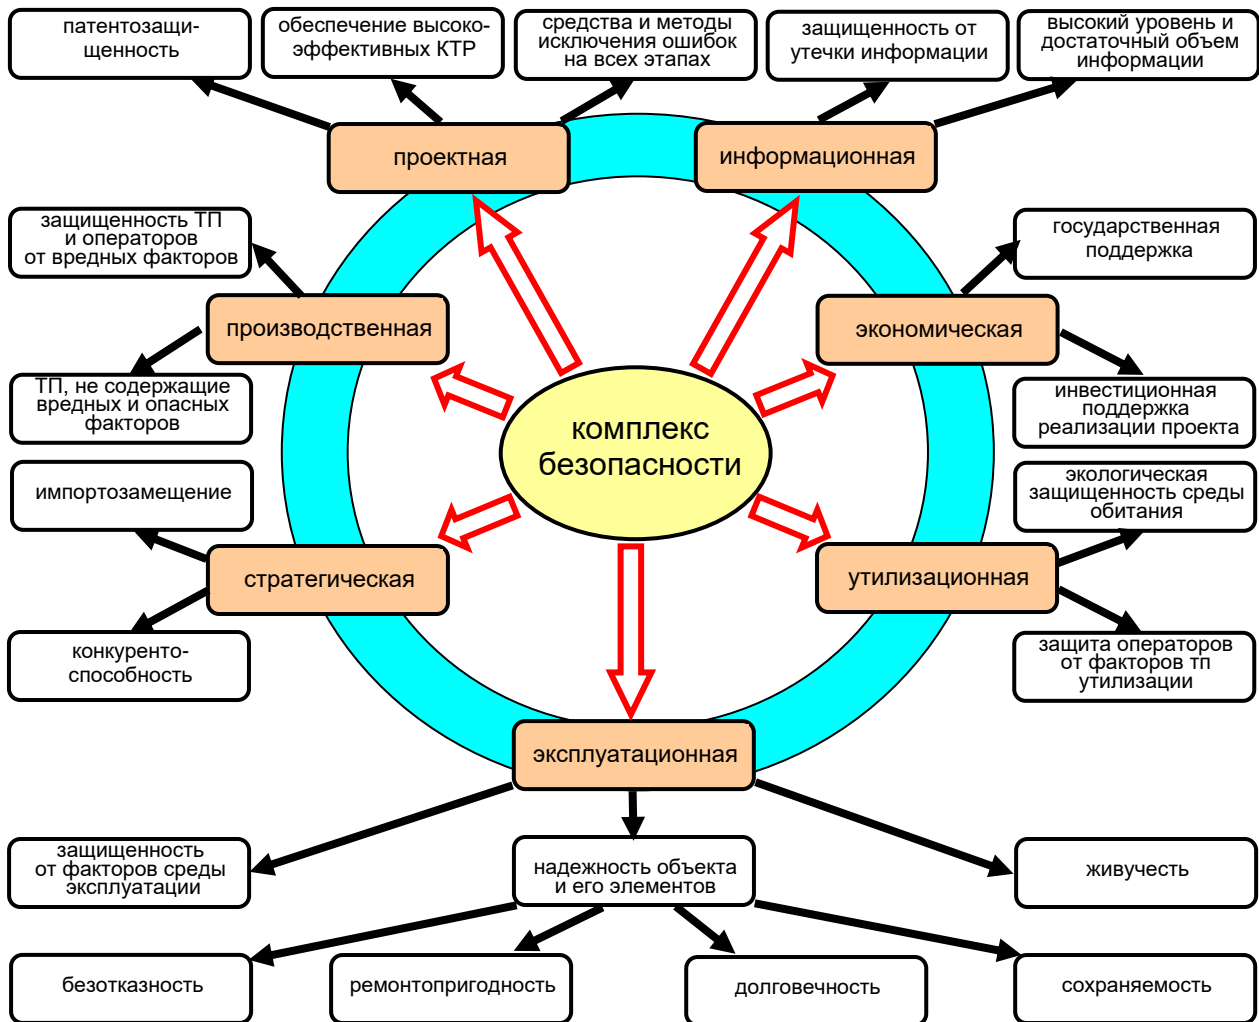 патентозащи-
щенность
обеспечение высоко-
эффективных КТР
средства и методы
исключения ошибок
на всех этапах
защищенность от
утечки информации
высокий уровень и
достаточный объем
информации
проектная
информационная
защищенность ТП
и операторов
от вредных факторов
государственная
поддержка
производственная
экономическая
ТП, не содержащие
вредных и опасных
факторов
инвестиционная
поддержка
реализации проекта
комплекс
безопасности
импортозамещение
экологическая
защищенность среды
обитания
стратегическая
утилизационная
конкуренто-
способность
защита операторов
от факторов тп
утилизации
эксплуатационная
защищенность
от факторов среды
эксплуатации
надежность объекта
и его элементов
живучесть
безотказность
ремонтопригодность
долговечность
сохраняемость